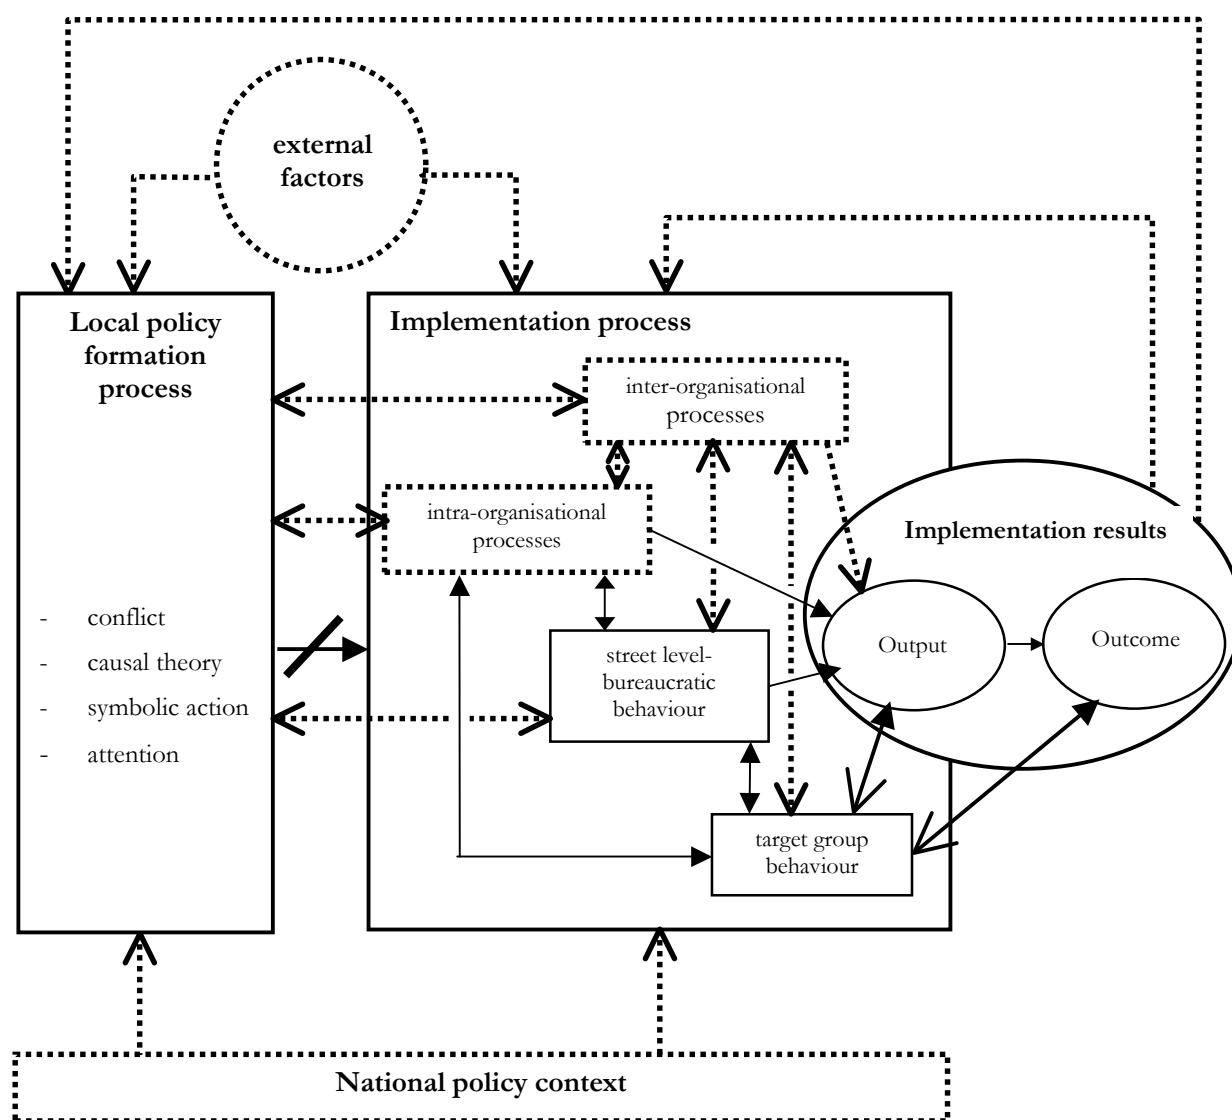 external
factors
Local policy
formation
process
- conflict
- causal theory
- symbolic action
- attention
Implementation process
inter-organisational
processes
intra-organisational
processes
street level-
bureaucratic
behaviour
target group
behaviour
Implementation results
Output
Outcome
National policy context